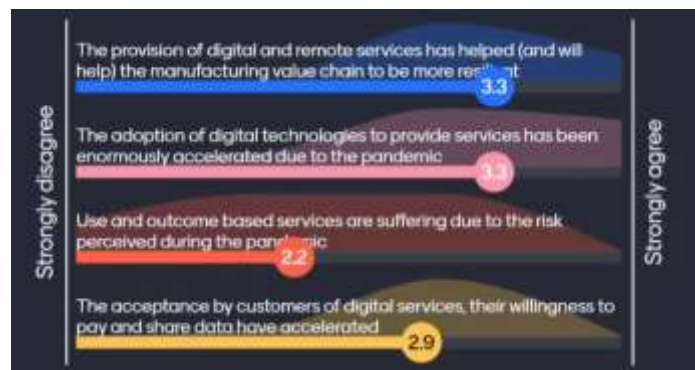 Strongly disagree
The provision of digital and remote services has helped (and will
help) the manufacturing value chain to be more resilient
3.3
The adoption of digital technologies to provide services has been
enormously accelerated due to the pandemic
3.3
Use and outcome based services are suffering due to the risk
perceived during the pandemic
2.2
The acceptance by customers of digital services, their willingness to
pay and share data have accelerated
2.9
Strongly agree